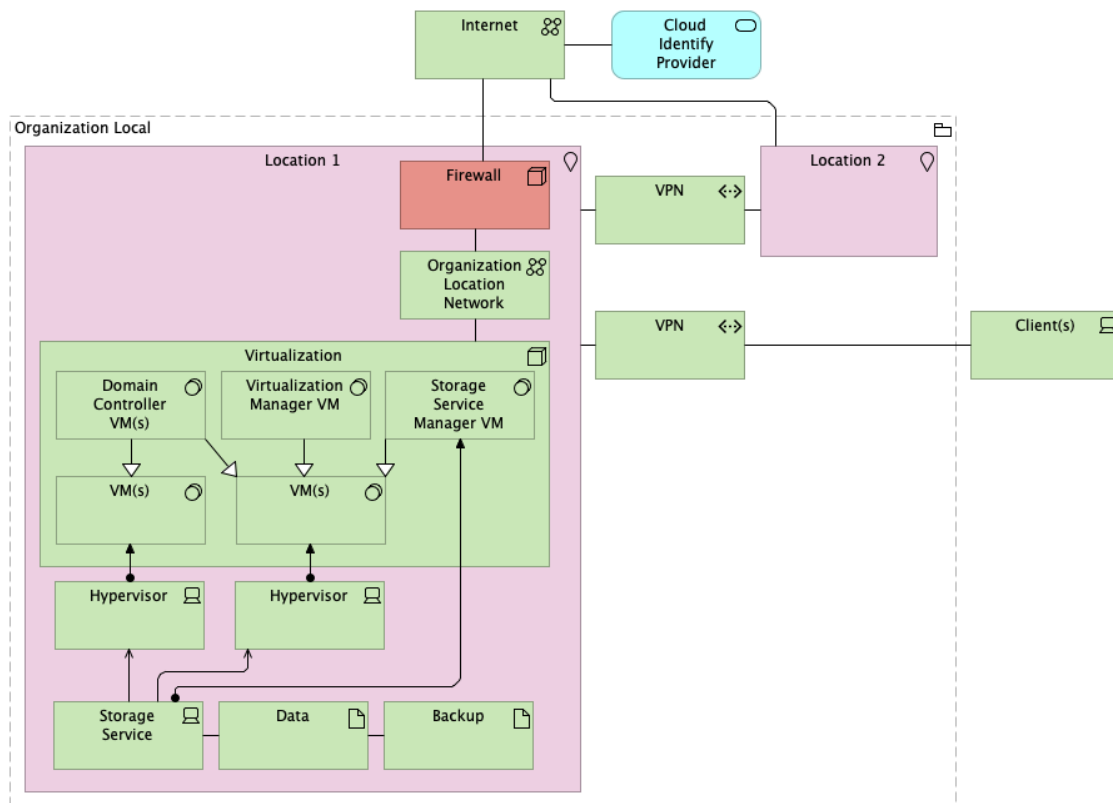 Internet
Cloud
Identify
Provider
Organization Local
Location 1
Location 2
Firewall
VPN
Organization
Location
Network
VPN
Client(s)
Virtualization
Domain
Controller
VM(s)
Virtualization
Manager VM
Storage
Service
Manager VM
VM(s)
VM(s)
Hypervisor
Hypervisor
Storage
Service
Data
Backup